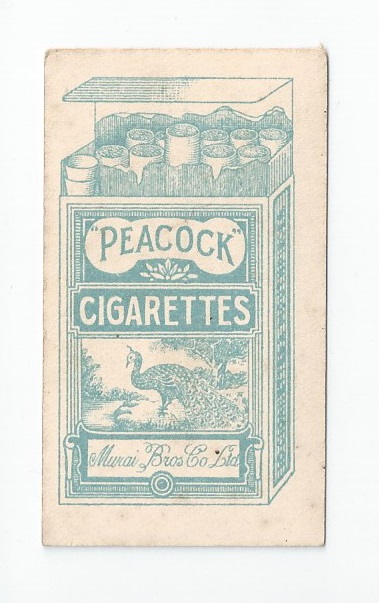 "PEACOCK"
CIGARETTES
Murai Bros Co. Ltd